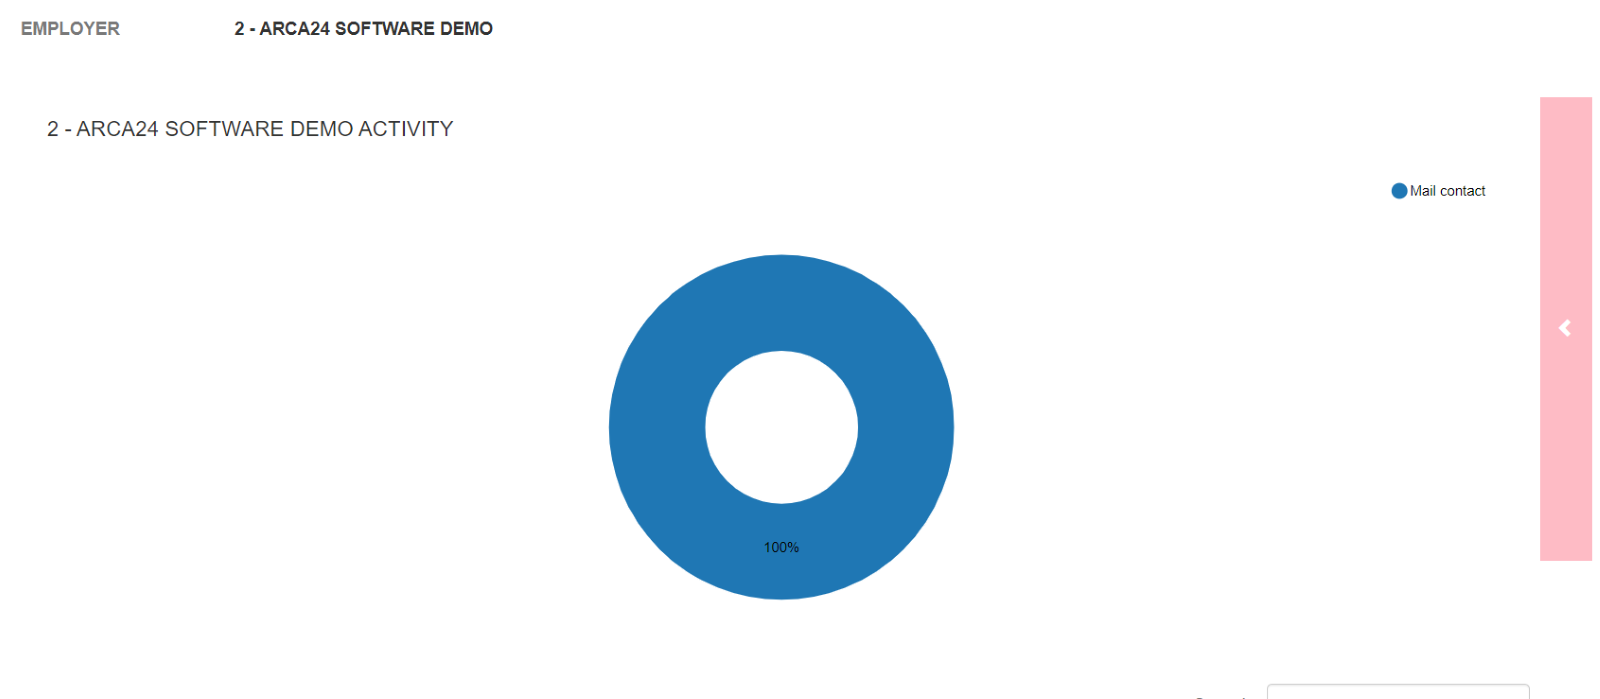 EMPLOYER 2 - ARCA24 SOFTWARE DEMO
2 - ARCA24 SOFTWARE DEMO ACTIVITY
Mail contact
100%